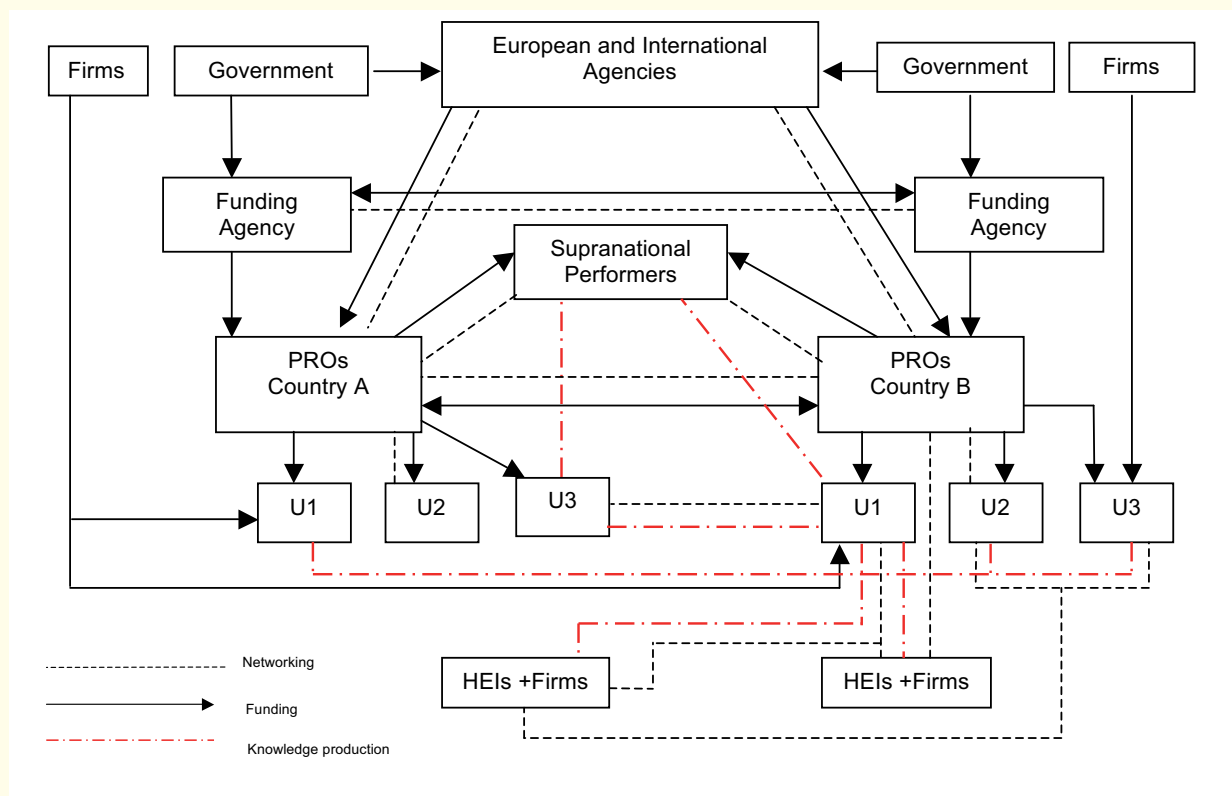 Firms
Government
European and International
Agencies
Government
Firms
Funding
Agency
Funding
Agency
Supranational
Performers
PROs
Country A
PROs
Country B
U1
U2
U3
U1
U2
U3
HEIs +Firms
HEIs +Firms
Networking
Funding
Knowledge production